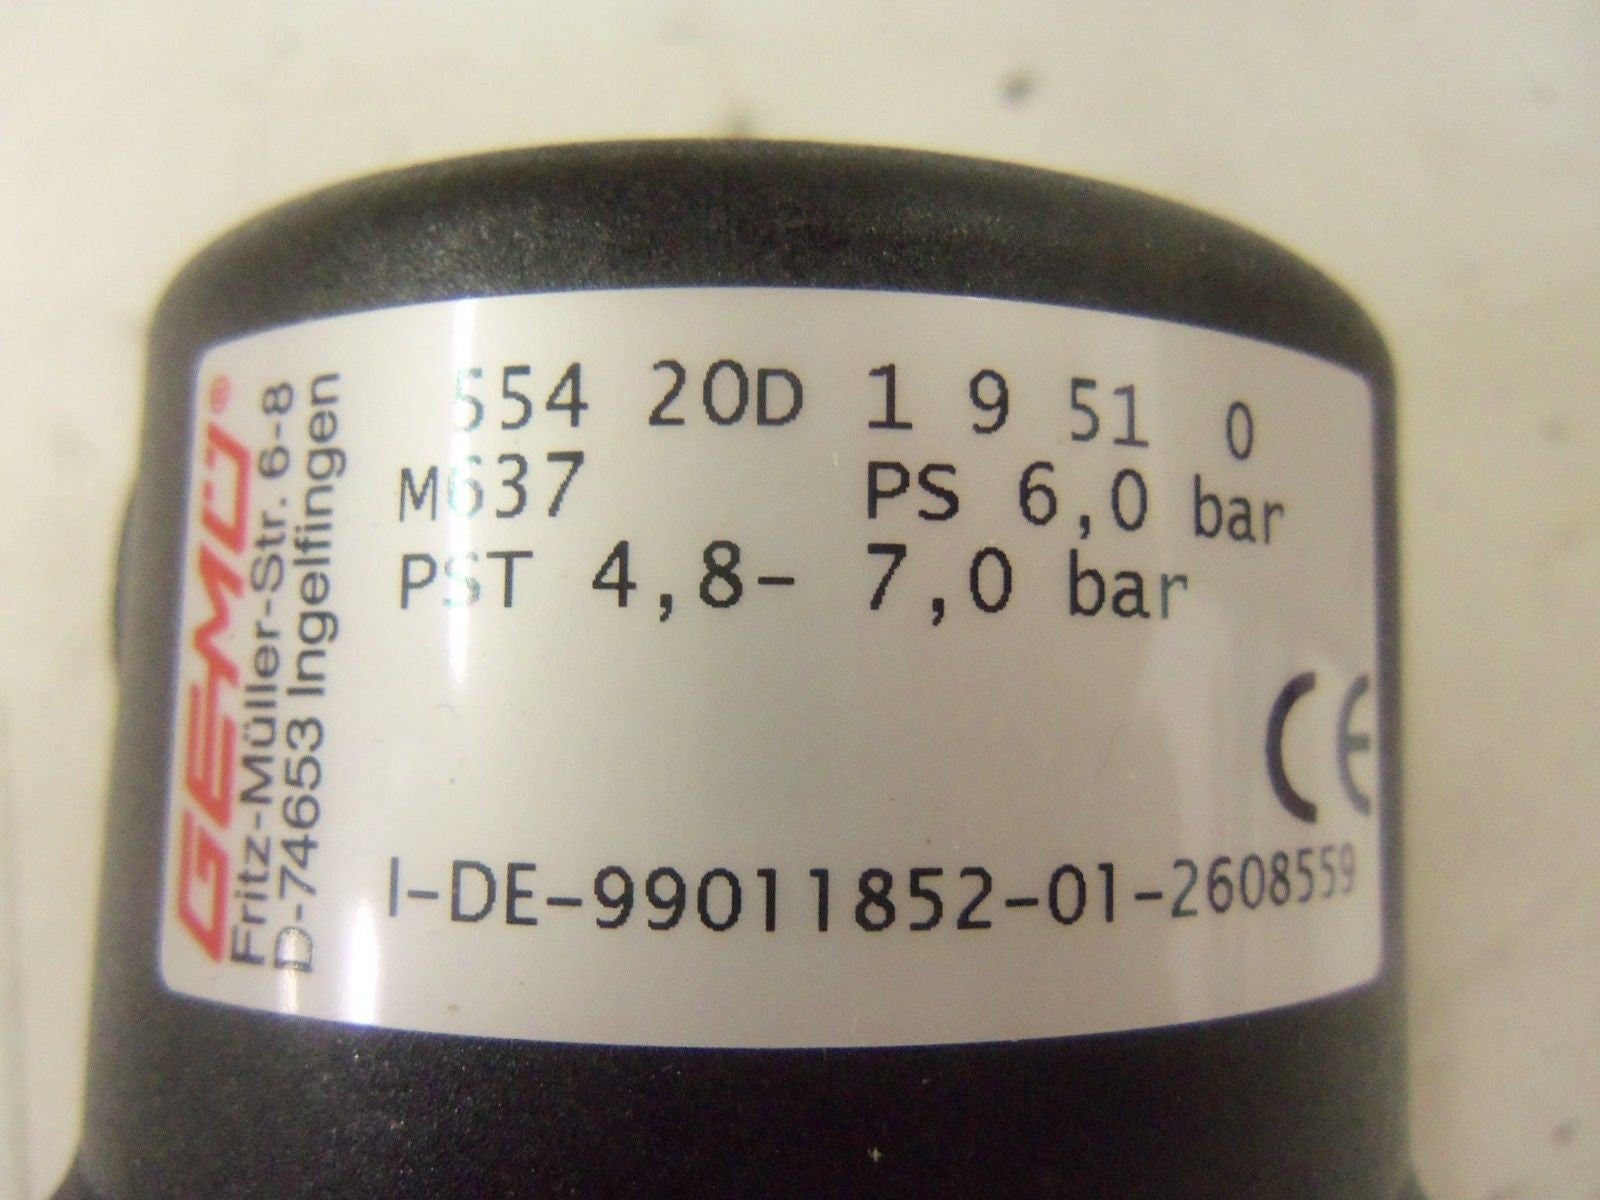 GEMÜ®
Fritz-Müller-Str. 6-8
D-74653 Ingelfingen
554 20D 1 9 51 0
M637 PS 6,0 bar
PST 4,8- 7,0 bar
CE
I-DE-99011852-01-2608559